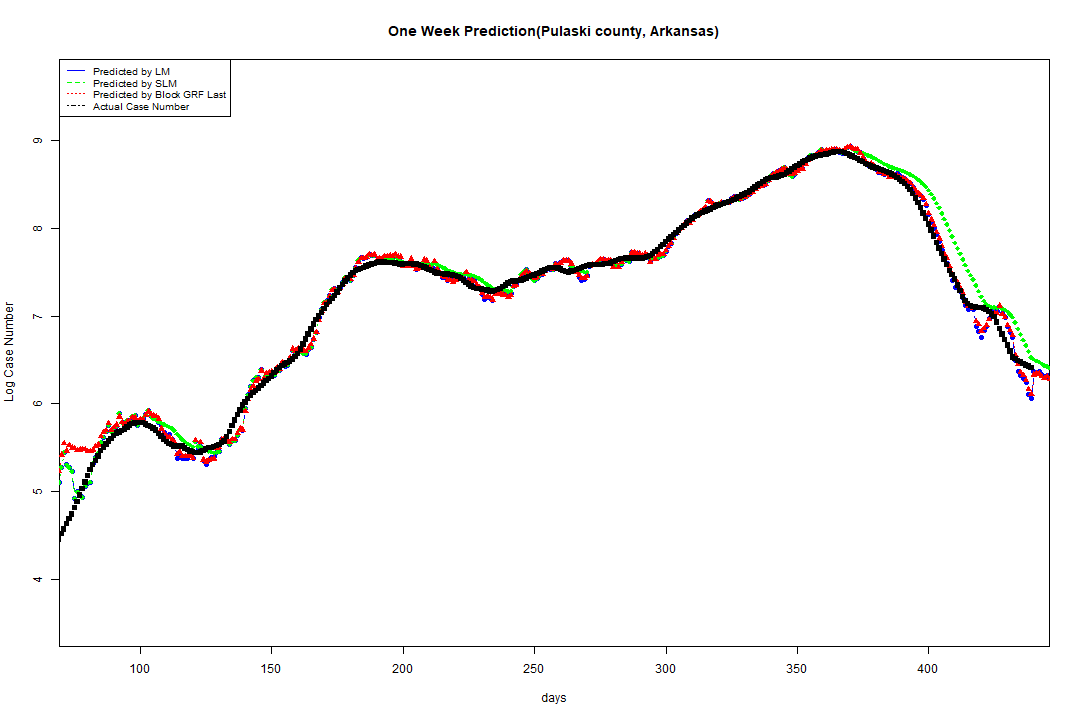 One Week Prediction(Pulaski county, Arkansas)
Predicted by LM
Predicted by SLM
Predicted by Block GRF Last
Actual Case Number
Log Case Number
9
8
7
6
5
4
100 150 200 250 300 350 400
days